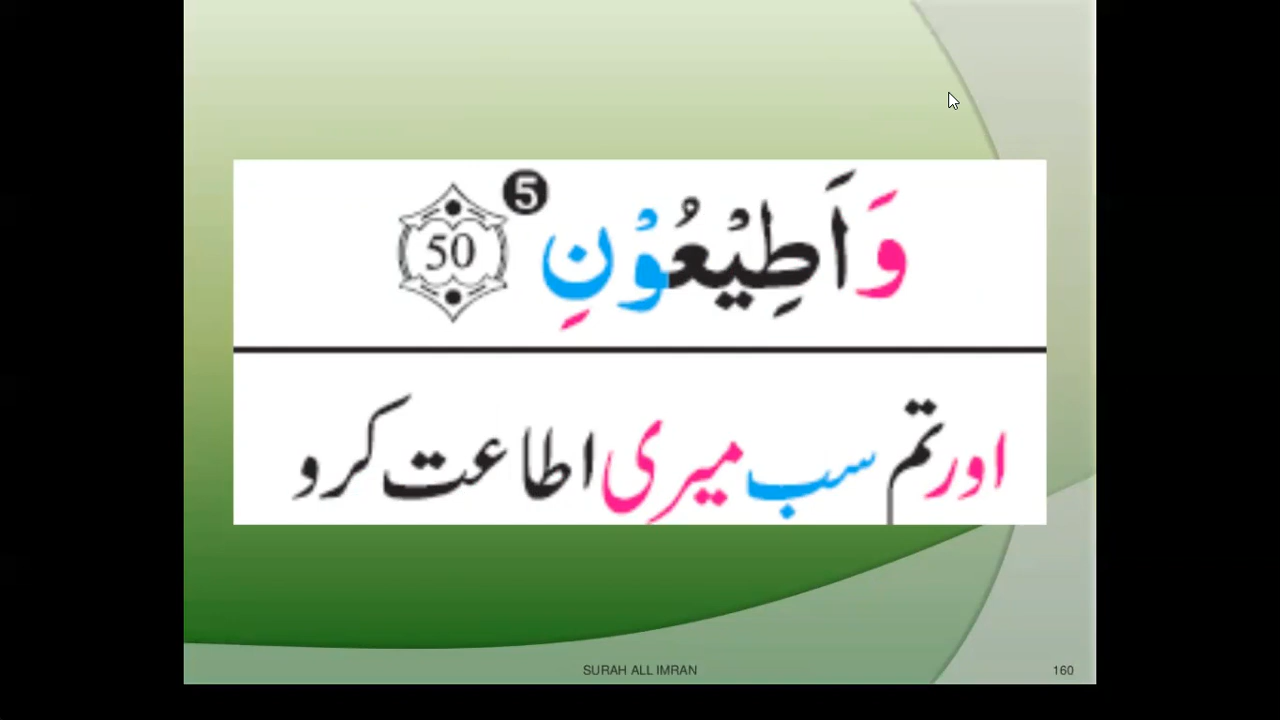 وَاَطِيْعُوْنِ 5 50
اور تم سب میری اطاعت کرو
SURAH ALL IMRAN 160